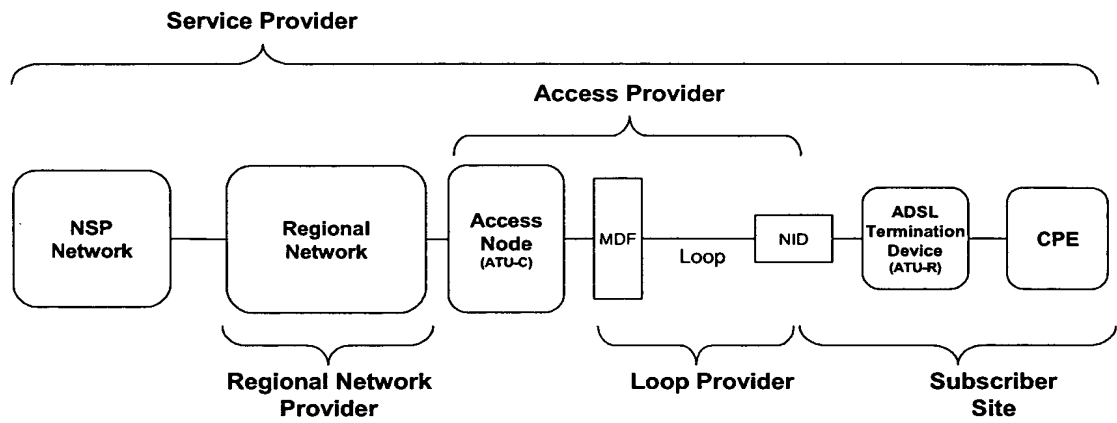 Service Provider
Access Provider
NSP
Network
Regional
Network
Access
Node
(ATU-C)
MDF
Loop
NID
ADSL
Termination
Device
(ATU-R)
CPE
Regional Network
Provider
Loop Provider
Subscriber
Site